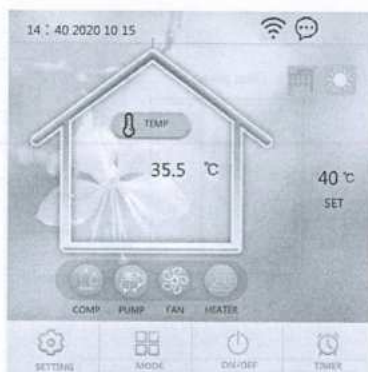 14：40 2020 10 15
TEMP
35.5 ℃
40 ℃
SET
COMP PUMP FAN HEATER
SETTING MODE ON/OFF TIMER